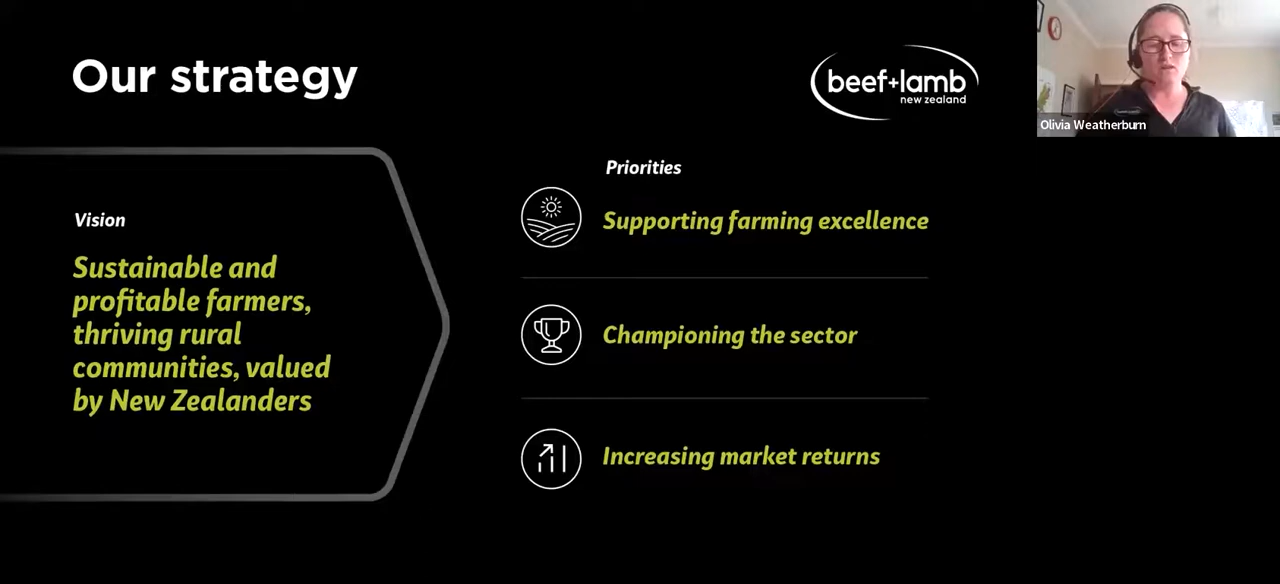 Our strategy
beef+lamb
new zealand
Olivia Weatherburn
Vision
Sustainable and
profitable farmers,
thriving rural
communities, valued
by New Zealanders
Priorities
Supporting farming excellence
Championing the sector
Increasing market returns